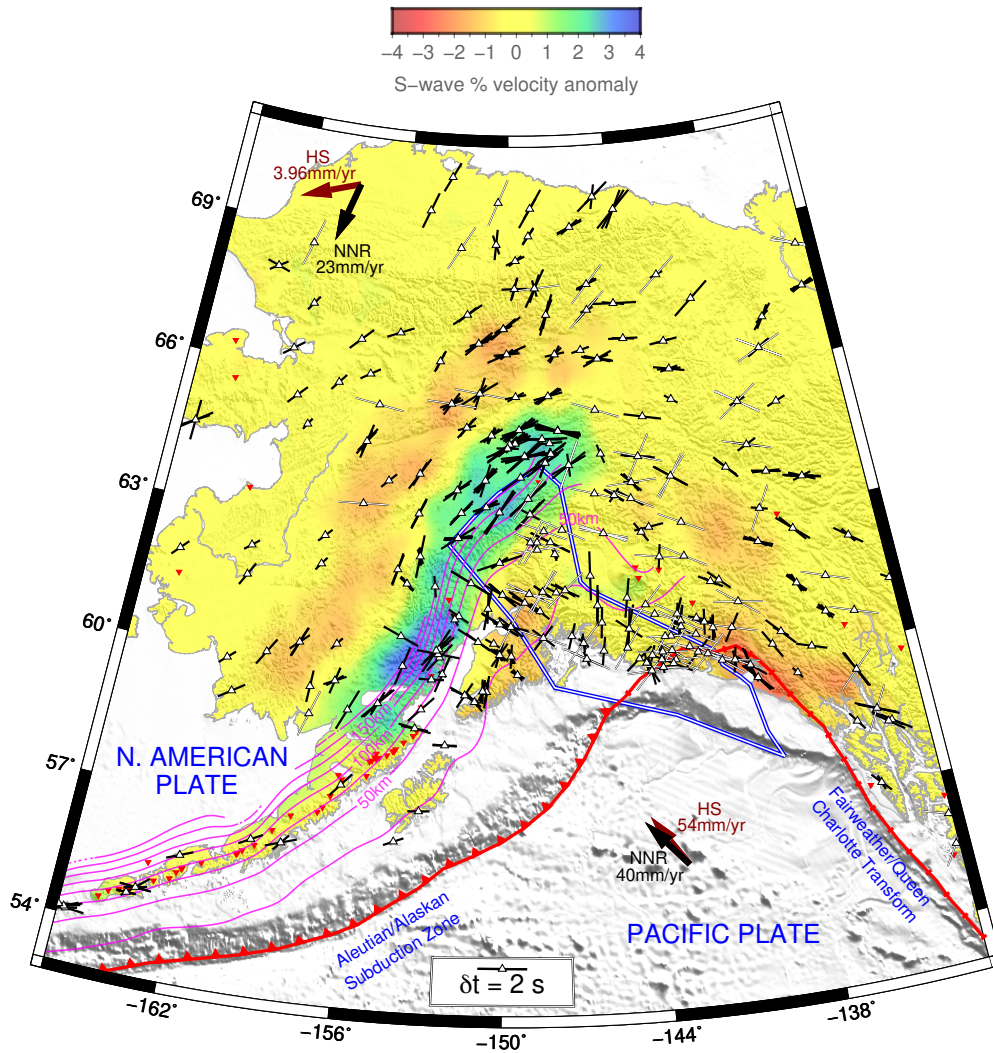 −4 −3 −2 −1 0 1 2 3 4
S−wave % velocity anomaly
HS
3.96mm/yr
NNR
23mm/yr
69°
66°
63°
60°
57°
54°
50km
N. AMERICAN
PLATE
100km
50km
HS
54mm/yr
NNR
40mm/yr
Fairweather/Queen
Charlotte Transform
Aleutian/Alaskan
Subduction Zone
PACIFIC PLATE
δt = 2 s
−162°
−156°
−150°
−144°
−138°